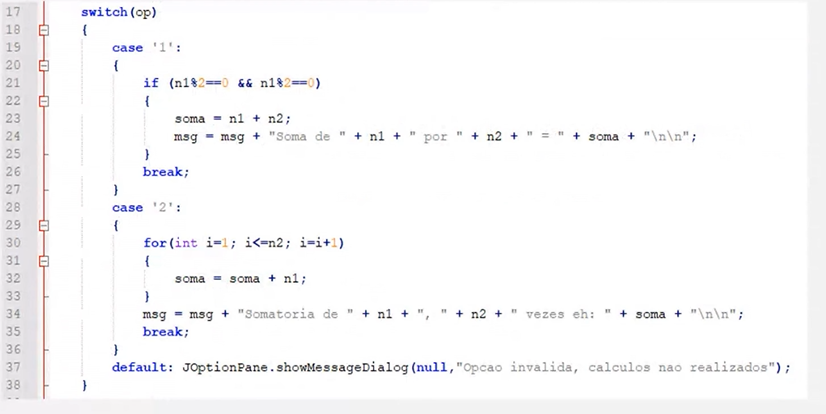 17 switch(op)
18 {
19 case '1':
20 {
21 if (n1%2==0 && n1%2==0)
22 {
23 soma = n1 + n2;
24 msg = msg + "Soma de " + n1 + " por " + n2 + " = " + soma + "\n\n";
25 }
26 break;
27 }
28 case '2':
29 {
30 for(int i=1; i<=n2; i=i+1)
31 {
32 soma = soma + n1;
33 }
34 msg = msg + "Somatoria de " + n1 + ", " + n2 + " vezes eh: " + soma + "\n\n";
35 break;
36 }
37 default: JOptionPane.showMessageDialog(null,"Opcao invalida, calculos nao realizados");
38 }